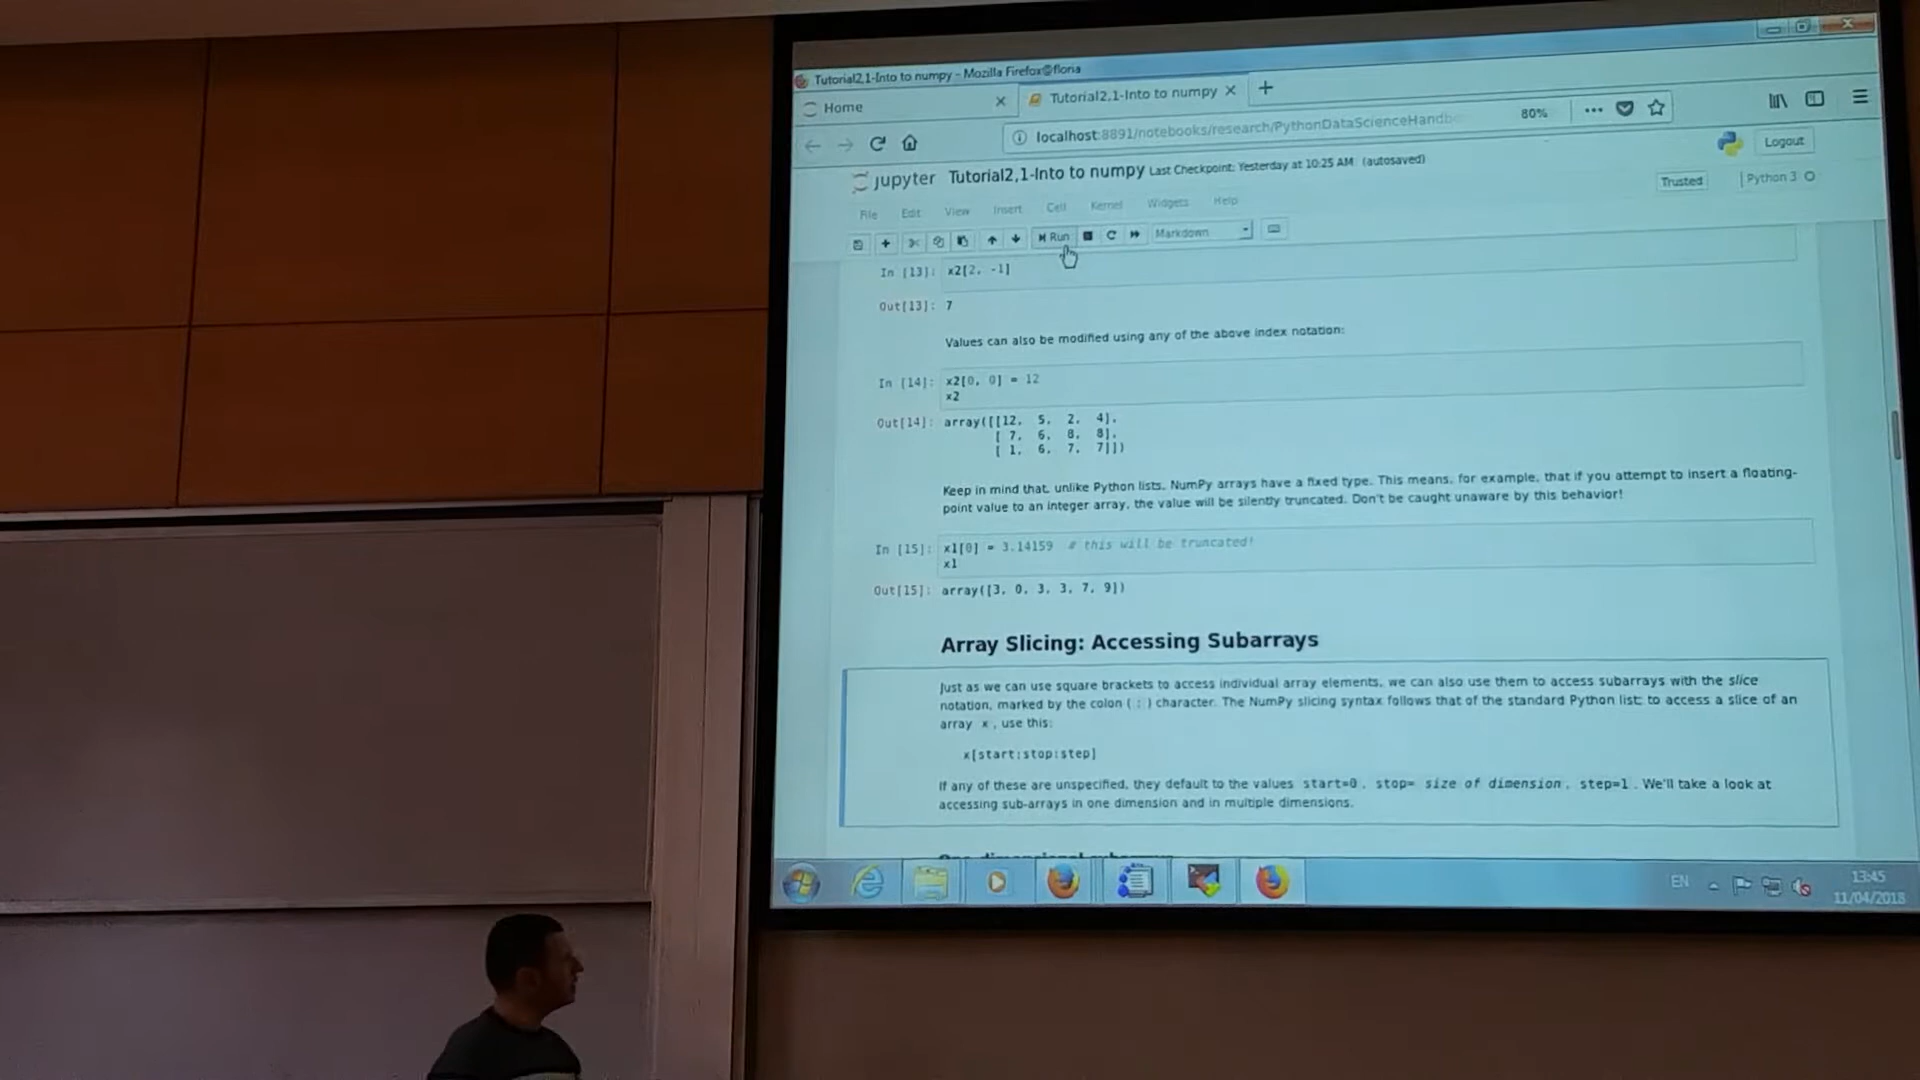 Tutorial2,1-Into to numpy - Mozilla Firefox@floria
Home
Tutorial2,1-Into to numpy
localhost:8891/notebooks/research/PythonDataScienceHandb
80%
jupyter Tutorial2,1-Into to numpy Last Checkpoint: Yesterday at 10:25 AM (autosaved)
Logout
File Edit View Insert Cell Kernel Widgets Help
Trusted
Python 3
Run
Markdown
In [13]: x2[2, -1]
Out[13]: 7
Values can also be modified using any of the above index notation:
In [14]: x2[0, 0] = 12
x2
Out[14]: array([[12, 5, 2, 4],
[ 7, 6, 8, 8],
[ 1, 6, 7, 7]])
Keep in mind that, unlike Python lists, NumPy arrays have a fixed type. This means, for example, that if you attempt to insert a floating-
point value to an integer array, the value will be silently truncated. Don't be caught unaware by this behavior!
In [15]: x1[0] = 3.14159 # this will be truncated!
x1
Out[15]: array([3, 0, 3, 3, 7, 9])
Array Slicing: Accessing Subarrays
Just as we can use square brackets to access individual array elements, we can also use them to access subarrays with the slice
notation, marked by the colon ( : ) character. The NumPy slicing syntax follows that of the standard Python list; to access a slice of an
array x , use this:
x[start:stop:step]
If any of these are unspecified, they default to the values start=0 , stop= size of dimension , step=1 . We'll take a look at
accessing sub-arrays in one dimension and in multiple dimensions.
EN
13:45
11/04/2018